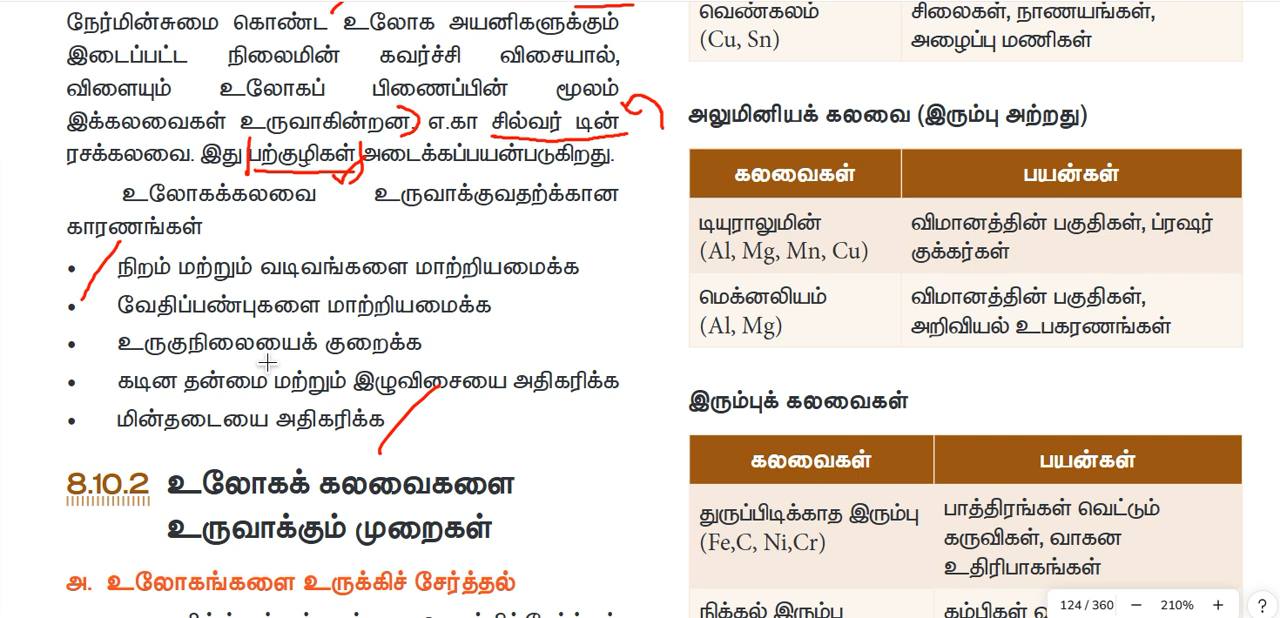 நேர்மின்சுமை கொண்ட உலோக அயனிகளுக்கும்
இடைப்பட்ட நிலைமின் கவர்ச்சி விசையால்,
விளையும் உலோகப் பிணைப்பின் மூலம்
இக்கலவைகள் உருவாகின்றன. எ.கா சில்வர் டின்
ரசக்கலவை. இது பற்குழிகள் அடைக்கப்பயன்படுகிறது.
உலோகக்கலவை உருவாக்குவதற்க்கான
காரணங்கள்
• நிறம் மற்றும் வடிவங்களை மாற்றியமைக்க
• வேதிப்பண்புகளை மாற்றியமைக்க
• உருகுநிலையைக் குறைக்க
• கடின தன்மை மற்றும் இழுவிசையை அதிகரிக்க
• மின்தடையை அதிகரிக்க
8.10.2 உலோகக் கலவைகளை
உருவாக்கும் முறைகள்
அ. உலோகங்களை உருக்கிச் சேர்த்தல்
வெண்கலம் சிலைகள், நாணயங்கள்,
(Cu, Sn) அழைப்பு மணிகள்
அலுமினியக் கலவை (இரும்பு அற்றது)
கலவைகள் பயன்கள்
டியுராலுமின் விமானத்தின் பகுதிகள், ப்ரஷர்
(Al, Mg, Mn, Cu) குக்கர்கள்
மெக்னலியம் விமானத்தின் பகுதிகள்,
(Al, Mg) அறிவியல் உபகரணங்கள்
இரும்புக் கலவைகள்
கலவைகள் பயன்கள்
துருப்பிடிக்காத இரும்பு பாத்திரங்கள் வெட்டும்
(Fe,C, Ni,Cr) கருவிகள், வாகன
உதிரிபாகங்கள்
நிக்கல் இரும்பு கம்பிகள்
124 / 360 − 210% + ?